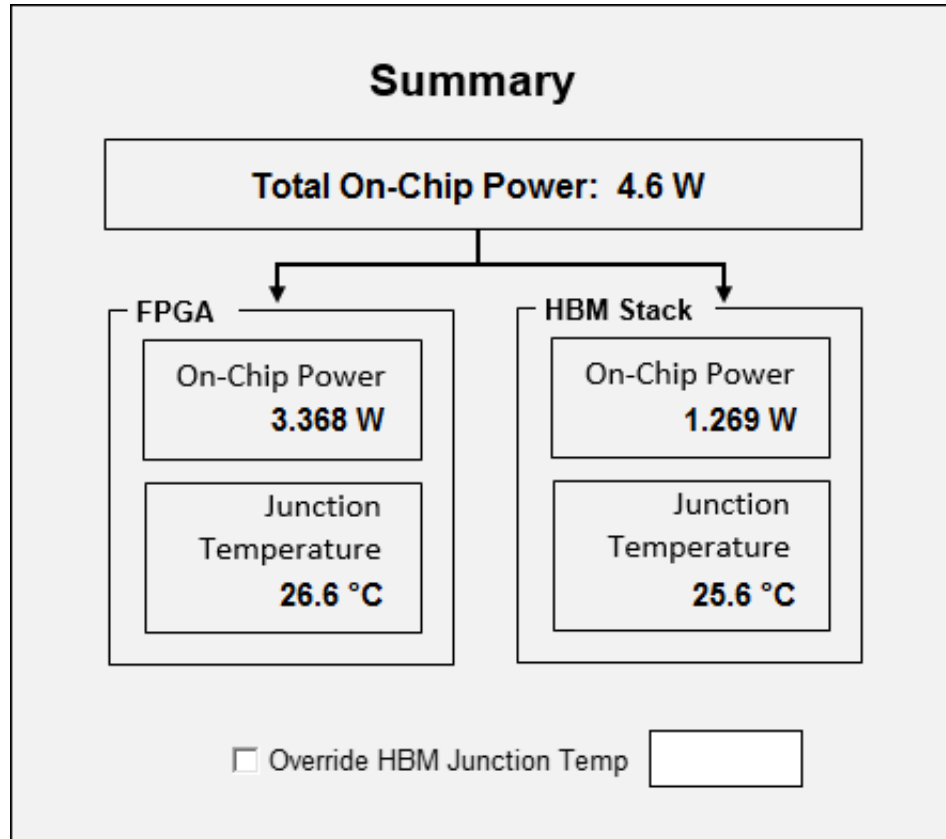 Summary
Total On-Chip Power:  4.6 W
FPGA
On-Chip Power
3.368 W
Junction
Temperature
26.6 °C
HBM Stack
On-Chip Power
1.269 W
Junction
Temperature
25.6 °C
Override HBM Junction Temp